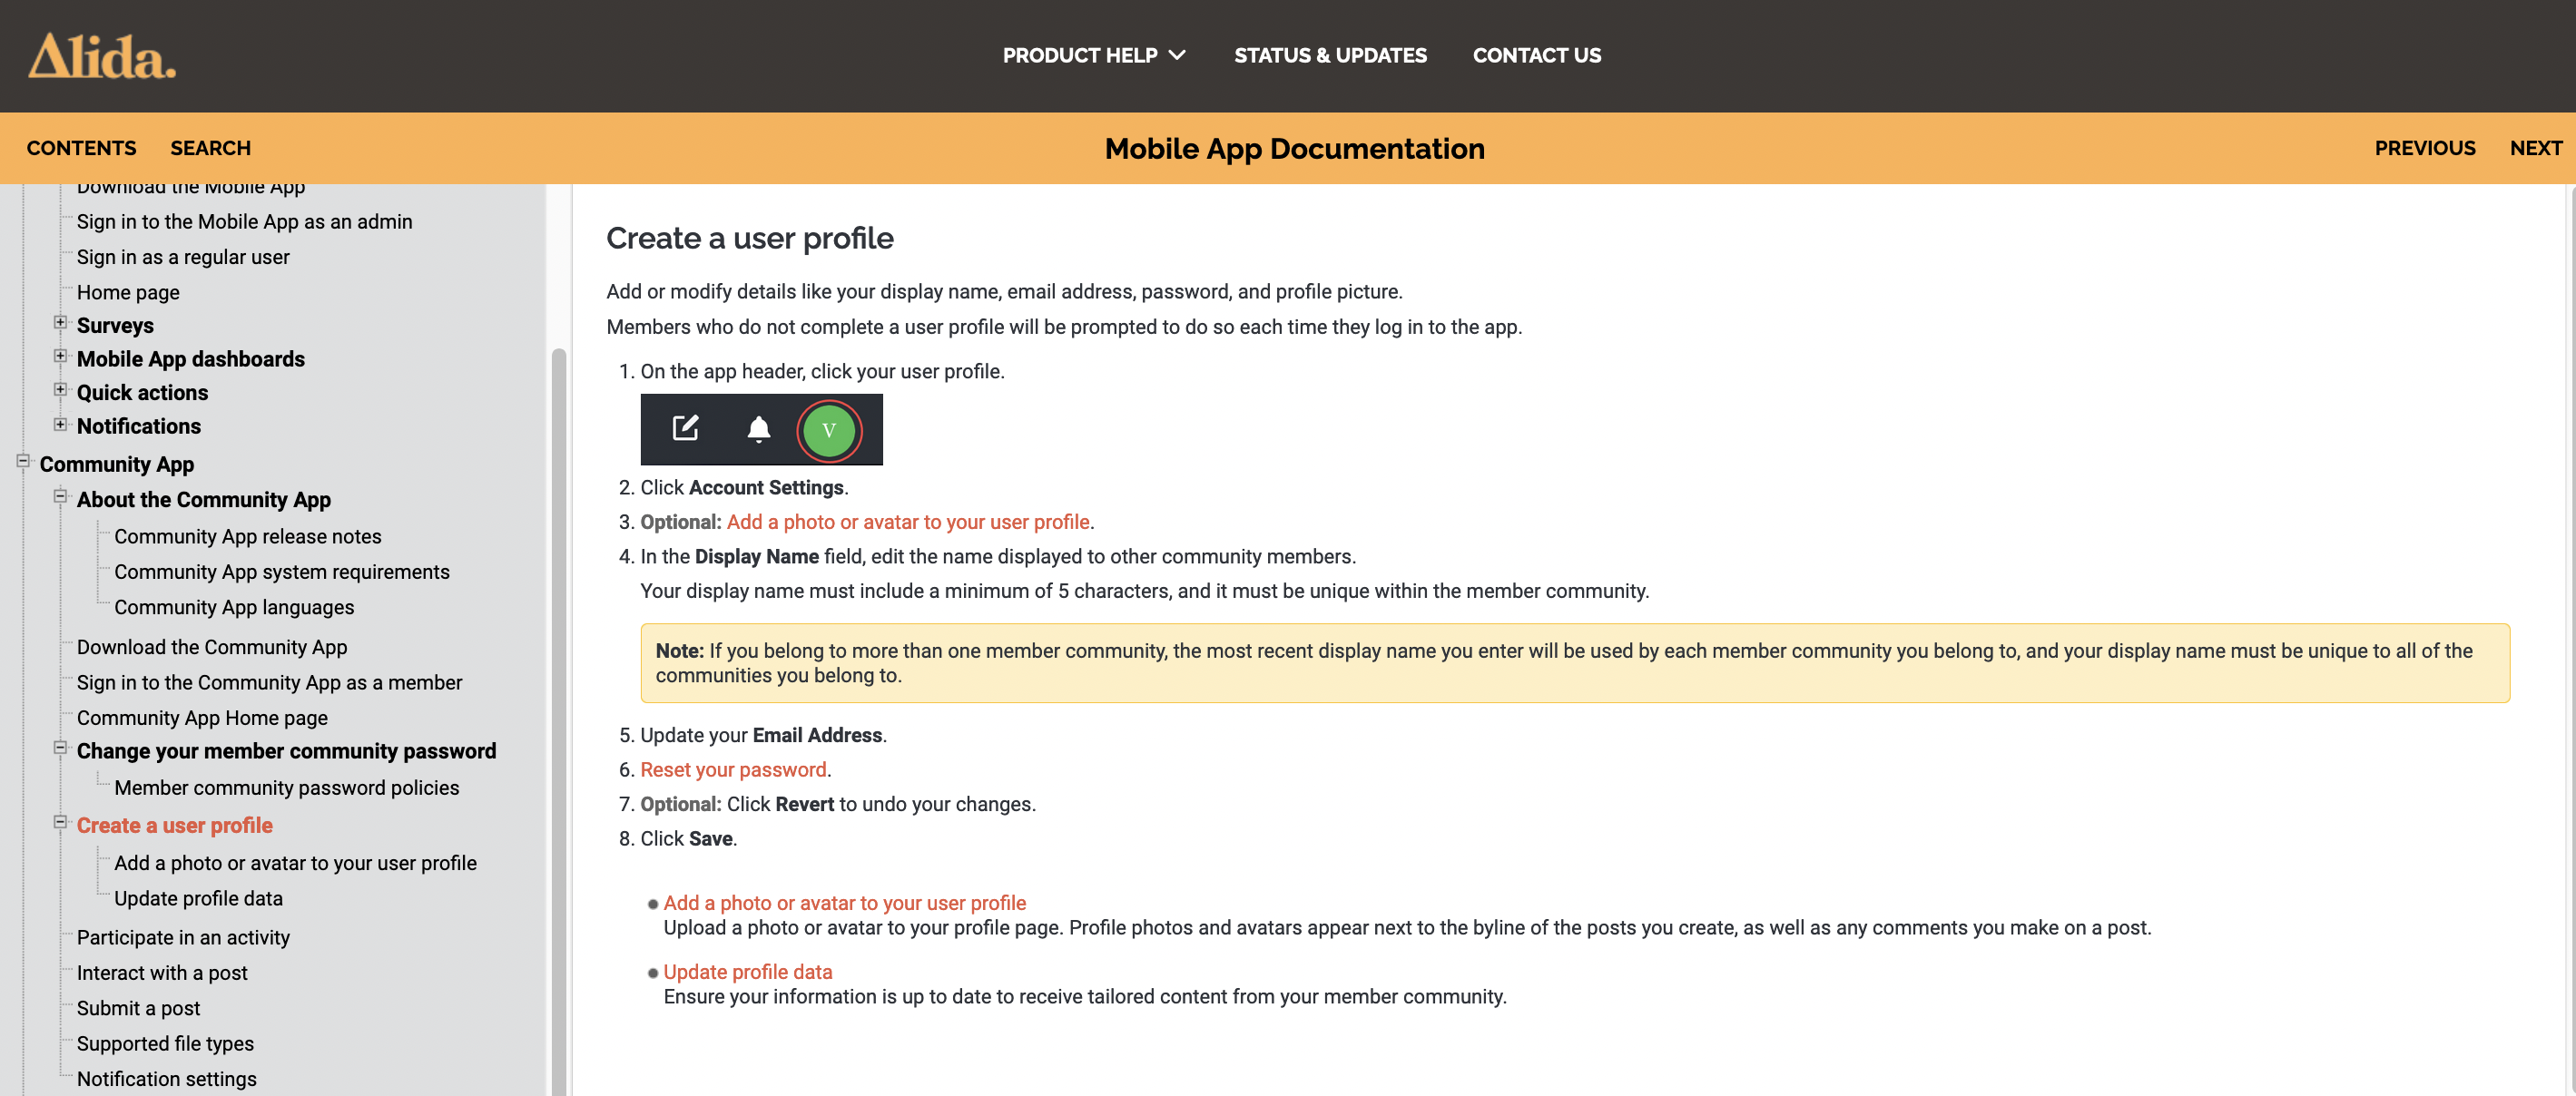 Alida.
PRODUCT HELP
STATUS & UPDATES
CONTACT US
CONTENTS
SEARCH
Mobile App Documentation
PREVIOUS
NEXT
Download the Mobile App
Sign in to the Mobile App as an admin
Sign in as a regular user
Home page
Surveys
Mobile App dashboards
Quick actions
Notifications
Community App
About the Community App
Community App release notes
Community App system requirements
Community App languages
Download the Community App
Sign in to the Community App as a member
Community App Home page
Change your member community password
Member community password policies
Create a user profile
Add a photo or avatar to your user profile
Update profile data
Participate in an activity
Interact with a post
Submit a post
Supported file types
Notification settings
Create a user profile
Add or modify details like your display name, email address, password, and profile picture.
Members who do not complete a user profile will be prompted to do so each time they log in to the app.
1. On the app header, click your user profile.
V
2. Click Account Settings.
3. Optional: Add a photo or avatar to your user profile.
4. In the Display Name field, edit the name displayed to other community members.
Your display name must include a minimum of 5 characters, and it must be unique within the member community.
Note: If you belong to more than one member community, the most recent display name you enter will be used by each member community you belong to, and your display name must be unique to all of the
communities you belong to.
5. Update your Email Address.
6. Reset your password.
7. Optional: Click Revert to undo your changes.
8. Click Save.
Add a photo or avatar to your user profile
Upload a photo or avatar to your profile page. Profile photos and avatars appear next to the byline of the posts you create, as well as any comments you make on a post.
Update profile data
Ensure your information is up to date to receive tailored content from your member community.